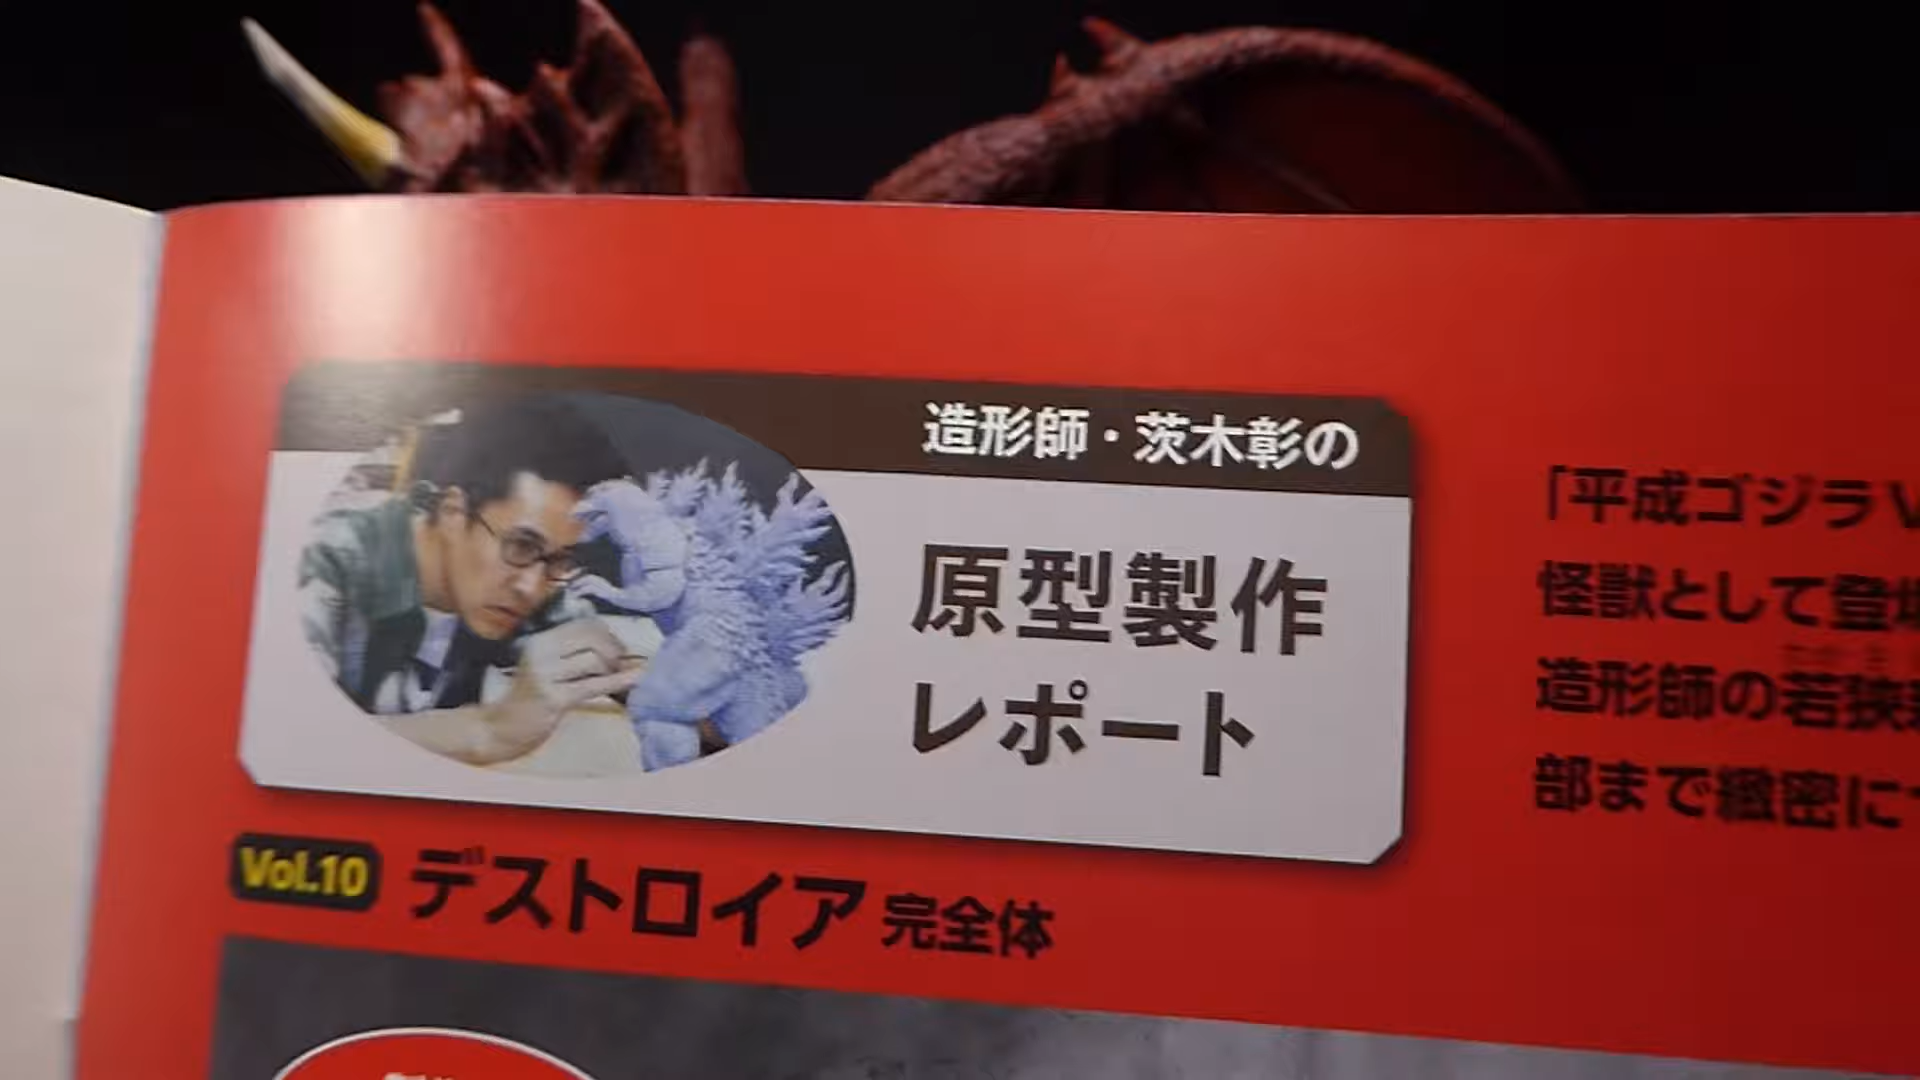 造形師・茨木彰の
原型製作
レポート
Vol.10 デストロイア 完全体
「平成ゴジラV
怪獣として登場
造形師の若狭
部まで緻密に